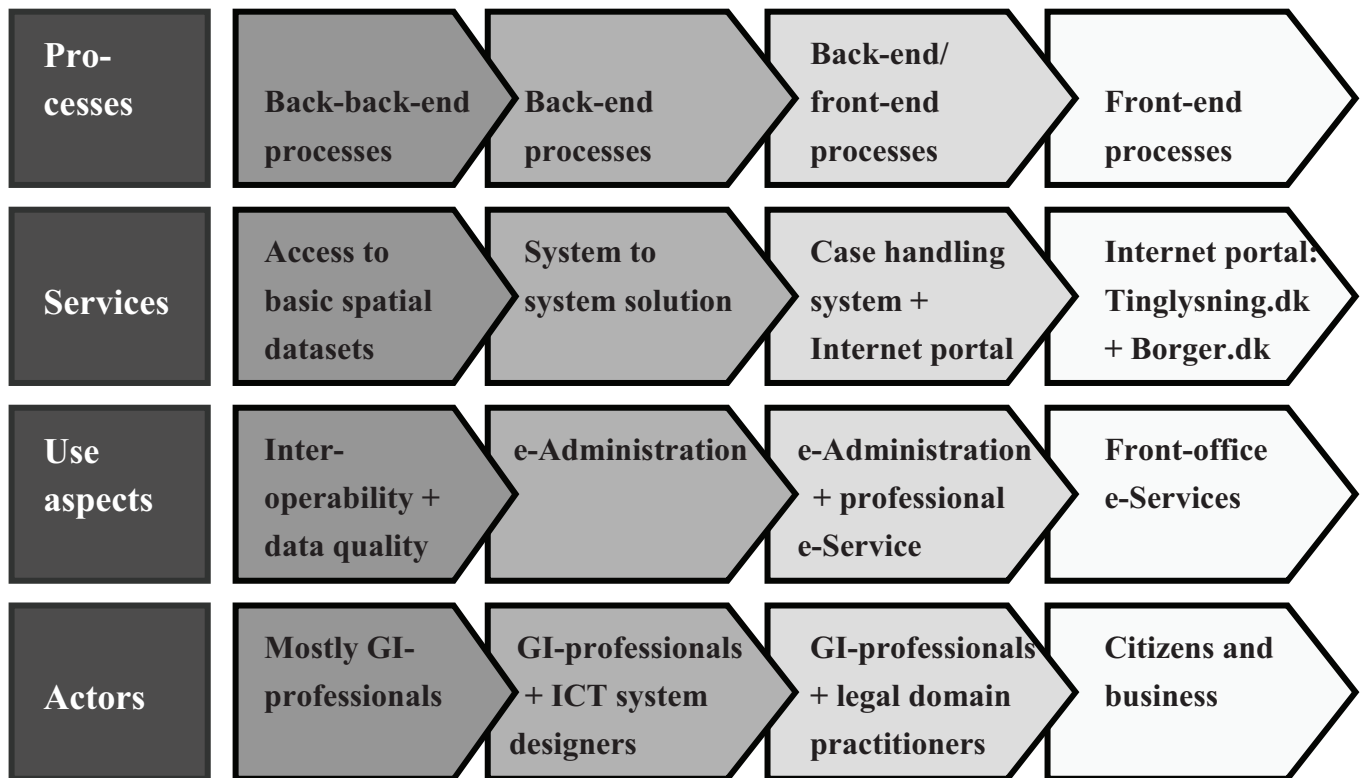 Pro-
cesses
Back-back-end
processes
Back-end
processes
Back-end/
front-end
processes
Front-end
processes
Services
Access to
basic spatial
datasets
System to
system solution
Case handling
system +
Internet portal
Internet portal:
Tinglysning.dk
+ Borger.dk
Use
aspects
Inter-
operability +
data quality
e-Administration
e-Administration
+ professional
e-Service
Front-office
e-Services
Actors
Mostly GI-
professionals
GI-professionals
+ ICT system
designers
GI-professionals
+ legal domain
practitioners
Citizens and
business